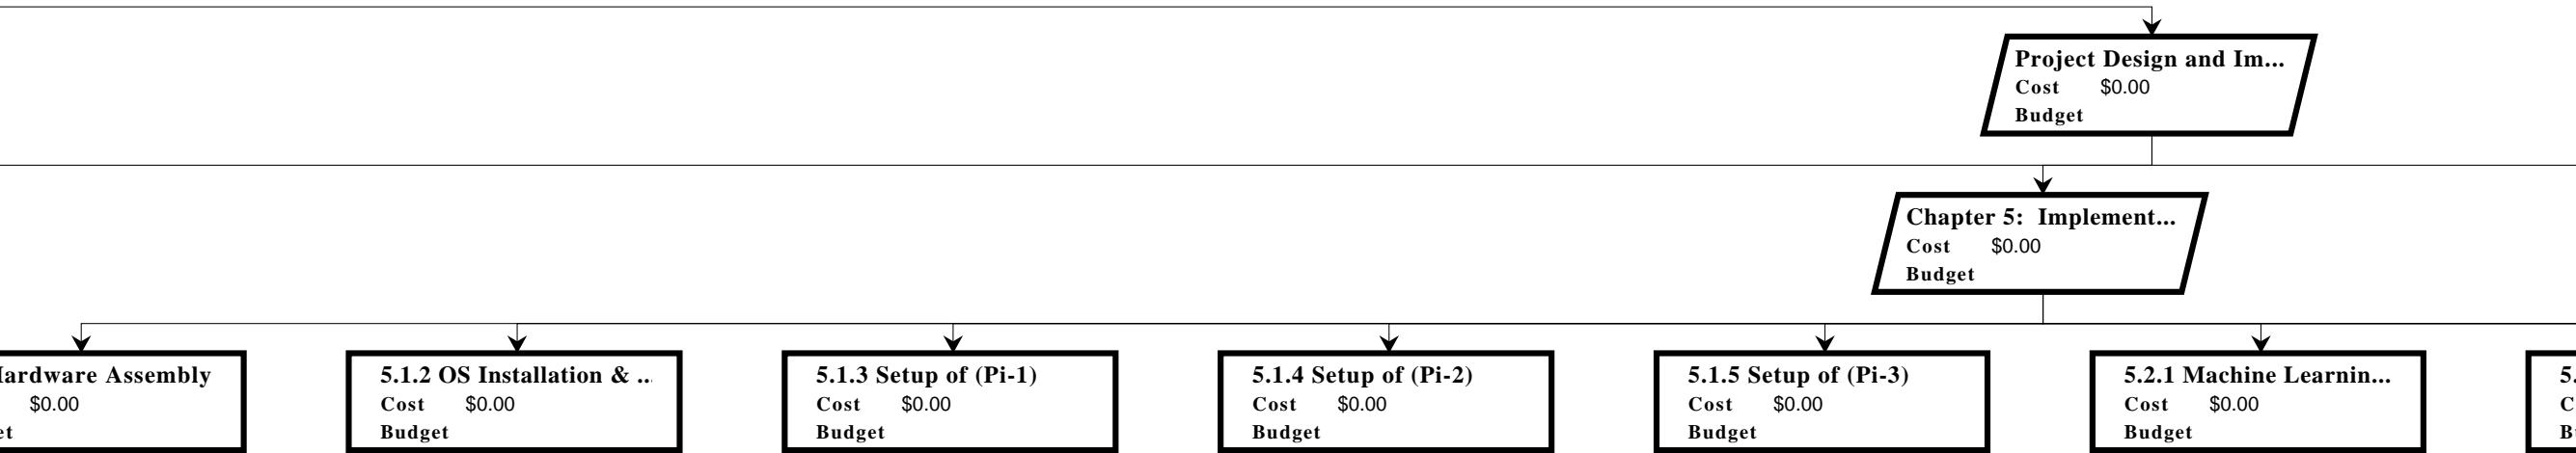 Project Design and Im...
Cost $0.00
Budget
Chapter 5: Implement...
Cost $0.00
Budget
ardware Assembly
$0.00
et
5.1.2 OS Installation & ...
Cost $0.00
Budget
5.1.3 Setup of (Pi-1)
Cost $0.00
Budget
5.1.4 Setup of (Pi-2)
Cost $0.00
Budget
5.1.5 Setup of (Pi-3)
Cost $0.00
Budget
5.2.1 Machine Learnin...
Cost $0.00
Budget
5.
C
B